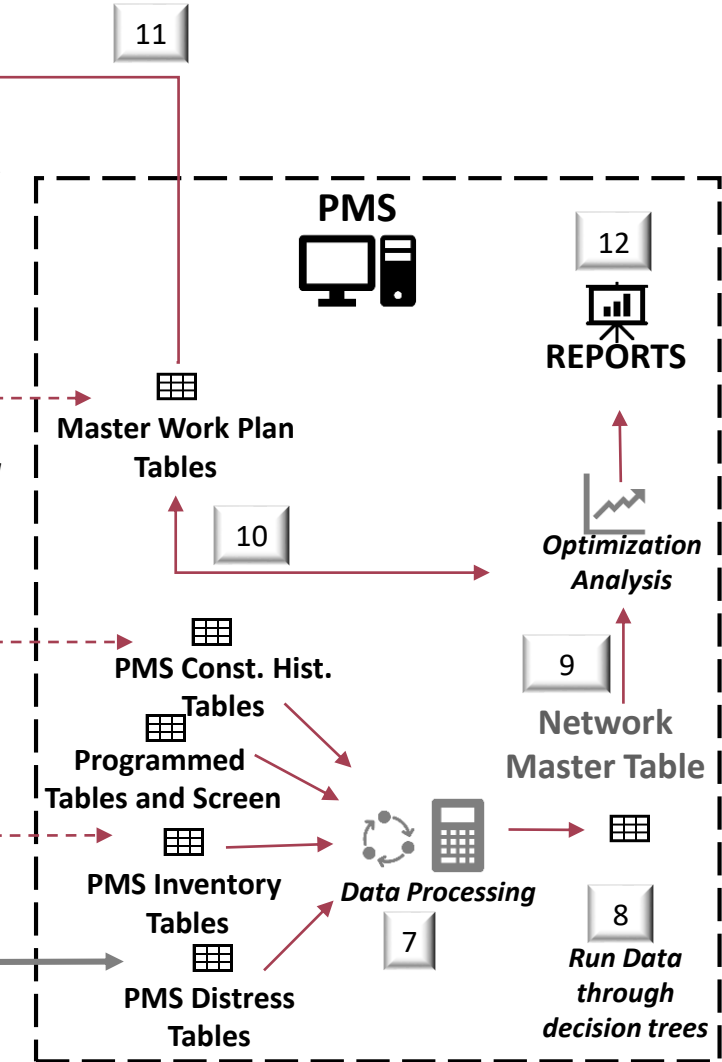 11
PMS
12
REPORTS
Master Work Plan
Tables
10
Optimization
Analysis
PMS Const. Hist.
Tables
9
Network
Master Table
Programmed
Tables and Screen
PMS Inventory
Tables
Data Processing
7
8
Run Data
through
decision trees
PMS Distress
Tables